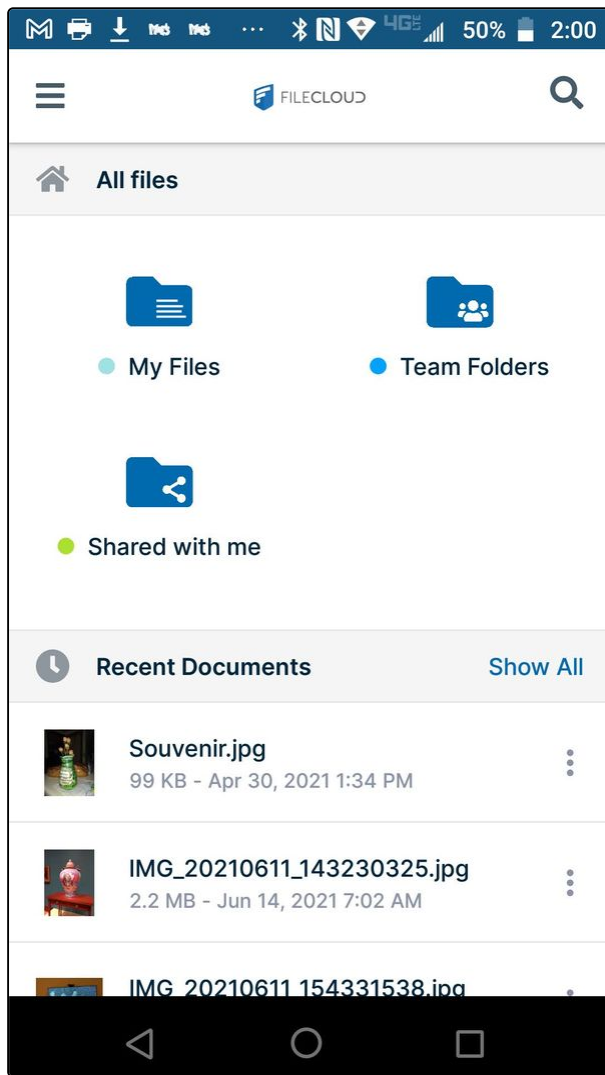 4G LTE 50% 2:00
FILECLOUD
All files
My Files
Team Folders
Shared with me
Recent Documents Show All
Souvenir.jpg
99 KB - Apr 30, 2021 1:34 PM
IMG_20210611_143230325.jpg
2.2 MB - Jun 14, 2021 7:02 AM
IMG_20210611_154331538.jpg